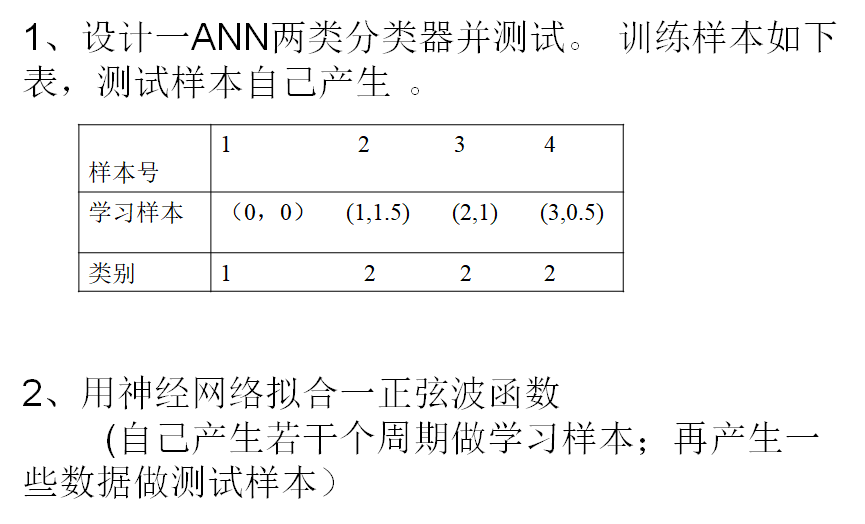 1、设计一ANN两类分类器并测试。 训练样本如下
表，测试样本自己产生 。
样本号 1 2 3 4
学习样本 （0，0） (1,1.5) (2,1) (3,0.5)
类别 1 2 2 2
2、用神经网络拟合一正弦波函数
(自己产生若干个周期做学习样本；再产生一
些数据做测试样本）